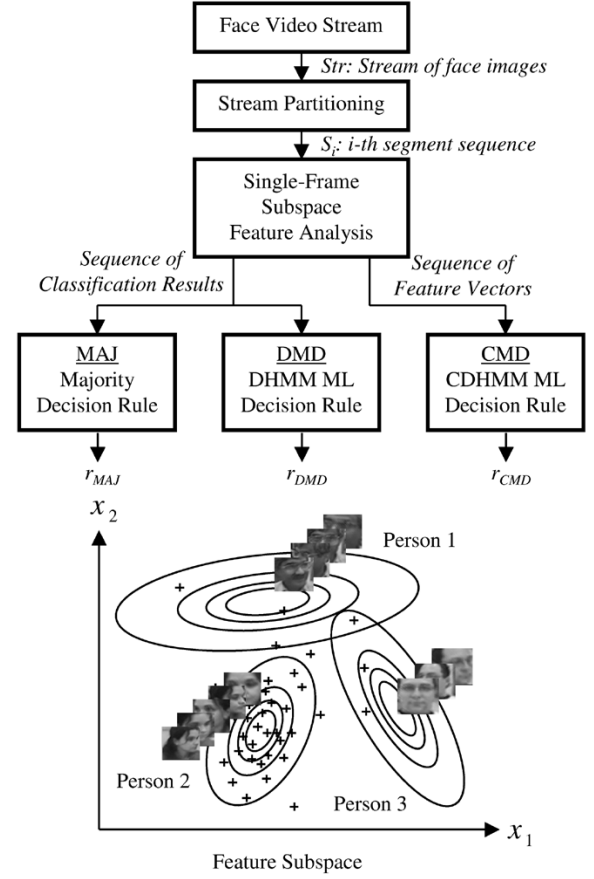 Face Video Stream
Str: Stream of face images
Stream Partitioning
Si: i-th segment sequence
Single-Frame
Subspace
Feature Analysis
Sequence of
Classification Results
Sequence of
Feature Vectors
MAJ
Majority
Decision Rule
DMD
DHMM ML
Decision Rule
CMD
CDHMM ML
Decision Rule
rMAJ
rDMD
rCMD
x2
Person 1
Person 2
Person 3
x1
Feature Subspace